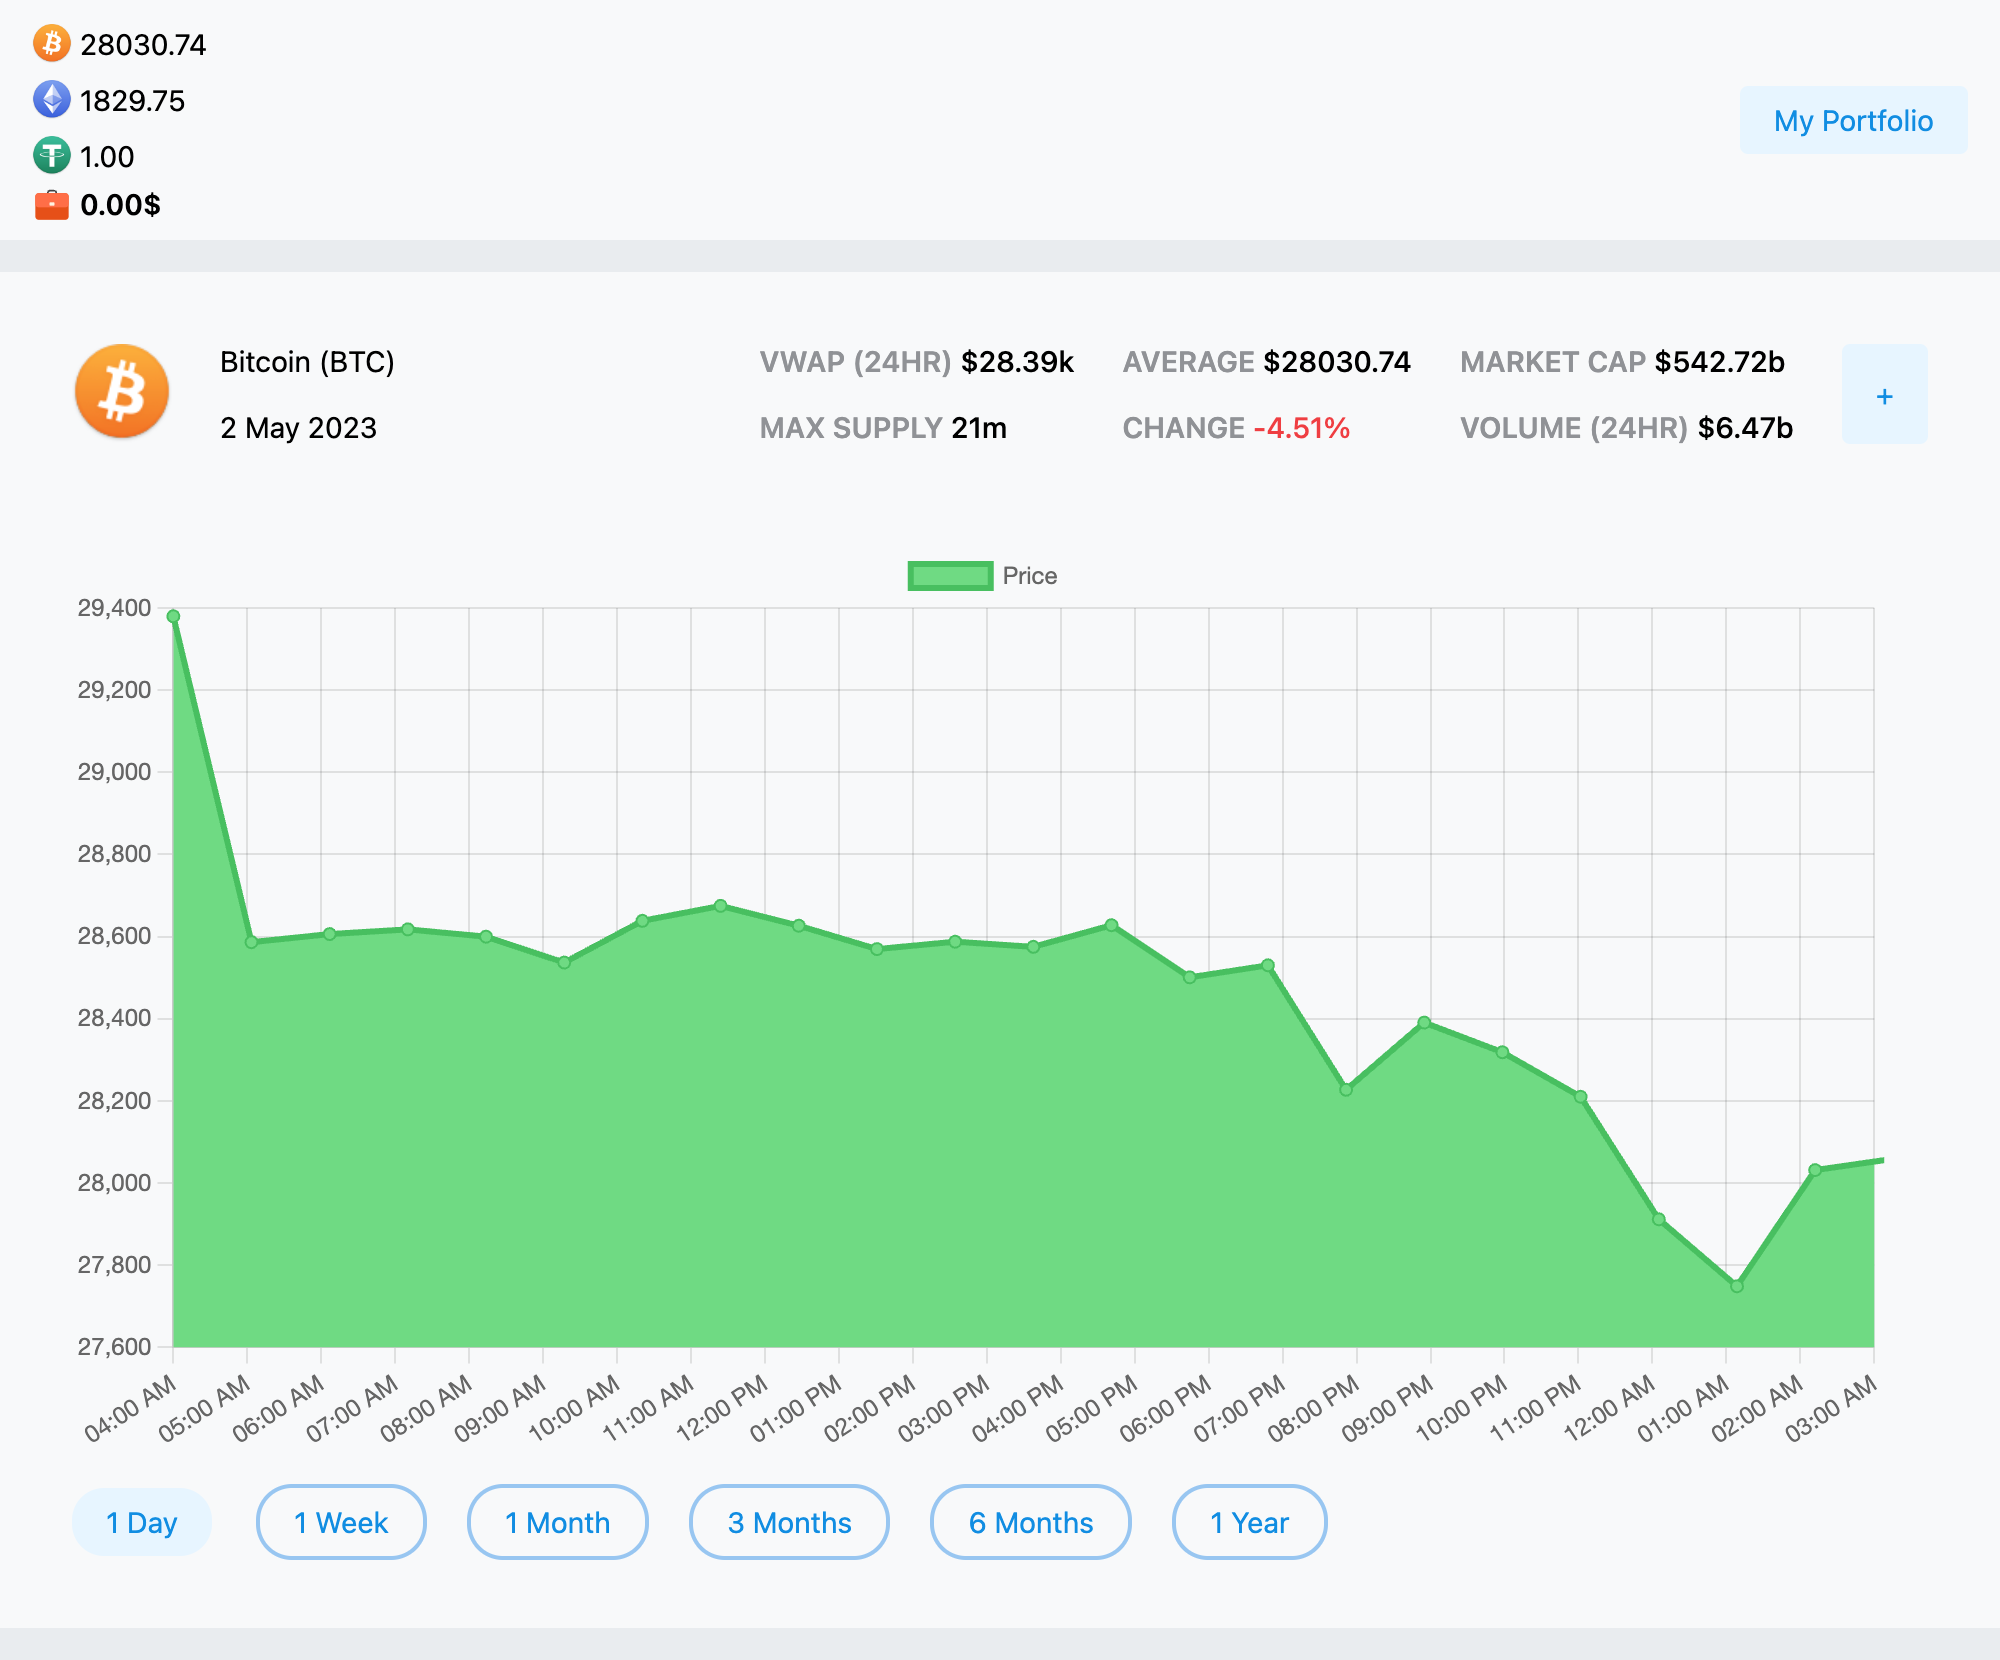 28030.74
1829.75
1.00
0.00$
My Portfolio
Bitcoin (BTC)
2 May 2023
VWAP (24HR) $28.39k
AVERAGE $28030.74
MARKET CAP $542.72b
MAX SUPPLY 21m
CHANGE -4.51%
VOLUME (24HR) $6.47b
+
Price
29,400
29,200
29,000
28,800
28,600
28,400
28,200
28,000
27,800
27,600
04:00 AM
05:00 AM
06:00 AM
07:00 AM
08:00 AM
09:00 AM
10:00 AM
11:00 AM
12:00 PM
01:00 PM
02:00 PM
03:00 PM
04:00 PM
05:00 PM
06:00 PM
07:00 PM
08:00 PM
09:00 PM
10:00 PM
11:00 PM
12:00 AM
01:00 AM
02:00 AM
03:00 AM
1 Day
1 Week
1 Month
3 Months
6 Months
1 Year